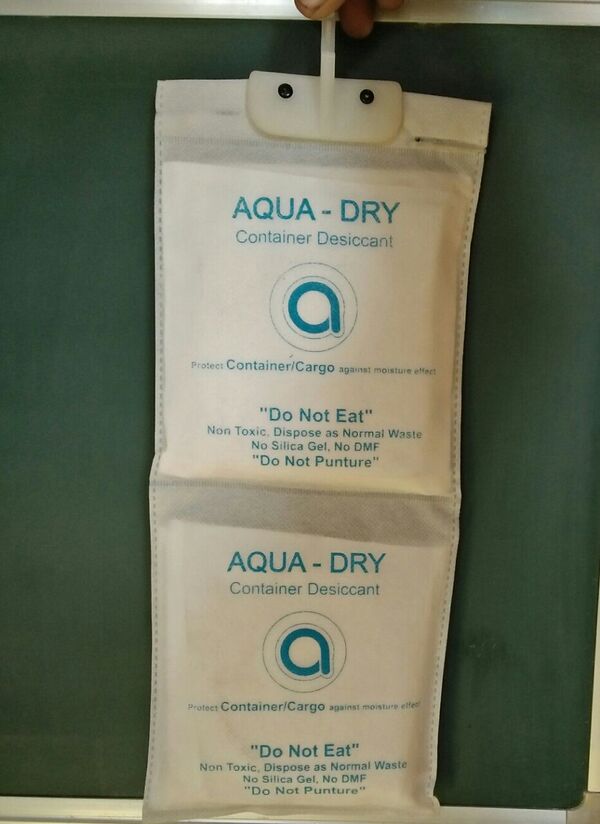 AQUA - DRY
Container Desiccant
a
Protect Container/Cargo against moisture effect
"Do Not Eat"
Non Toxic, Dispose as Normal Waste
No Silica Gel, No DMF
"Do Not Punture"
AQUA - DRY
Container Desiccant
a
Protect Container/Cargo against moisture effect
"Do Not Eat"
Non Toxic, Dispose as Normal Waste
No Silica Gel, No DMF
"Do Not Punture"